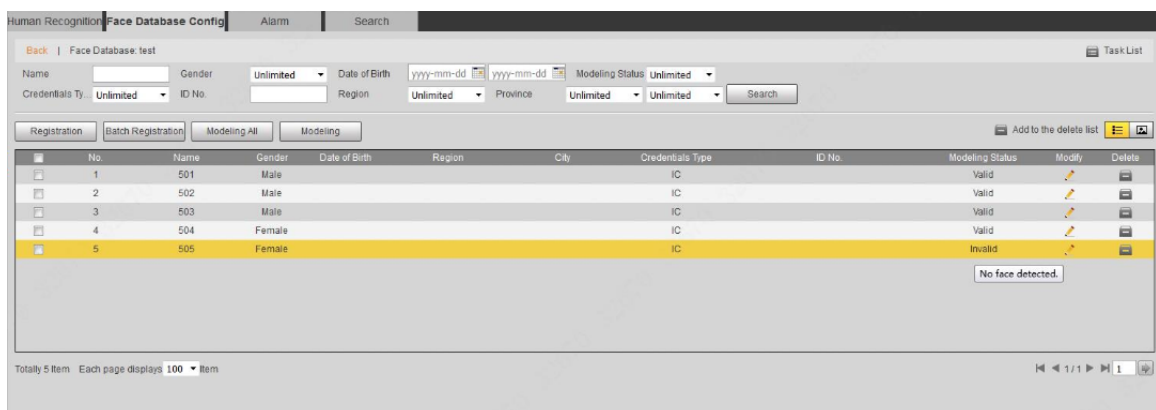 Human Recognition Face Database Config Alarm Search
Back | Face Database: test Task List
Name Gender Unlimited Date of Birth yyyy-mm-dd yyyy-mm-dd Modeling Status Unlimited
Credentials Ty... Unlimited ID No. Region Unlimited Province Unlimited Unlimited Search
Registration Batch Registration Modeling All Modeling Add to the delete list
No. Name Gender Date of Birth Region City Credentials Type ID No. Modeling Status Modify Delete
1 501 Male IC Valid
2 502 Male IC Valid
3 503 Male IC Valid
4 504 Female IC Valid
5 505 Female IC Invalid
No face detected.
Totally 5 Item Each page displays 100 Item 1/1 1